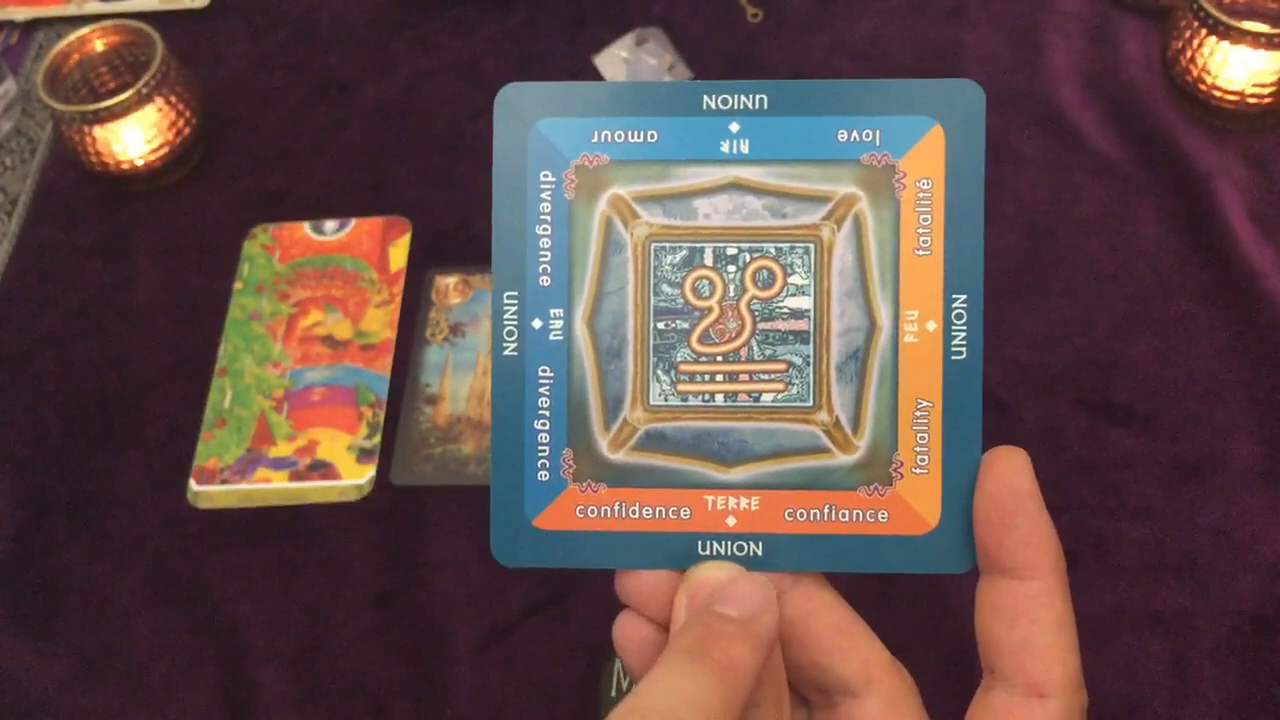 UNION
amour AIR love
divergence EAU divergence
UNION
fatalité FEU fatality
UNION
confidence TERRE confiance
UNION
M